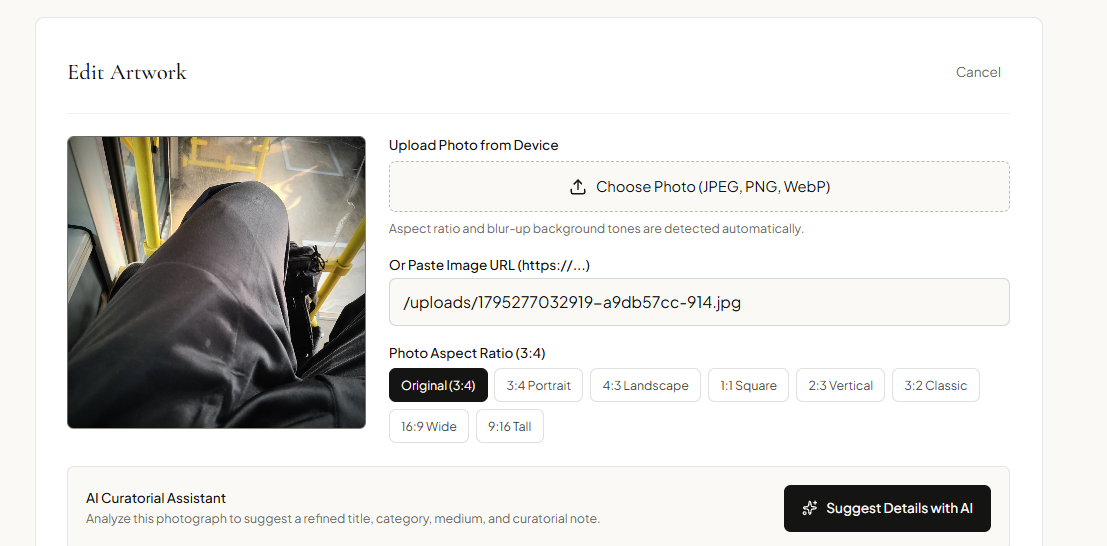 Edit Artwork
Cancel
Upload Photo from Device
Choose Photo (JPEG, PNG, WebP)
Aspect ratio and blur-up background tones are detected automatically.
Or Paste Image URL (https://...)
/uploads/1795277032919-a9db57cc-914.jpg
Photo Aspect Ratio (3:4)
Original (3:4)
3:4 Portrait
4:3 Landscape
1:1 Square
2:3 Vertical
3:2 Classic
16:9 Wide
9:16 Tall
AI Curatorial Assistant
Analyze this photograph to suggest a refined title, category, medium, and curatorial note.
Suggest Details with AI